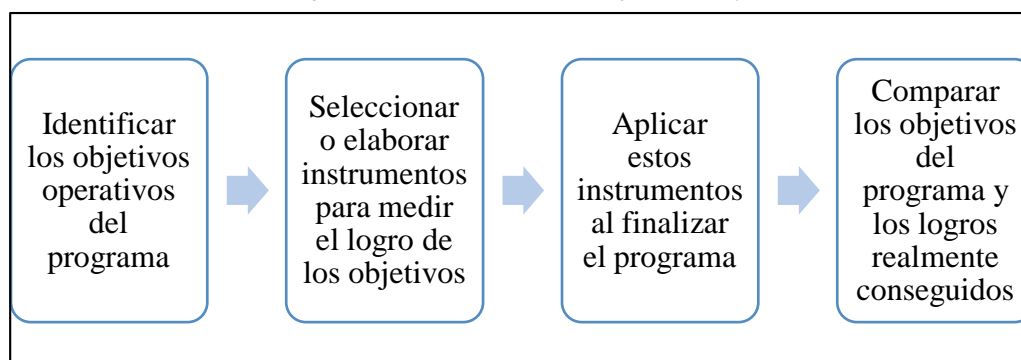 Identificar
los objetivos
operativos
del
programa
Seleccionar
o elaborar
instrumentos
para medir
el logro de
los objetivos
Aplicar
estos
instrumentos
al finalizar
el programa
Comparar
los objetivos
del
programa y
los logros
realmente
conseguidos